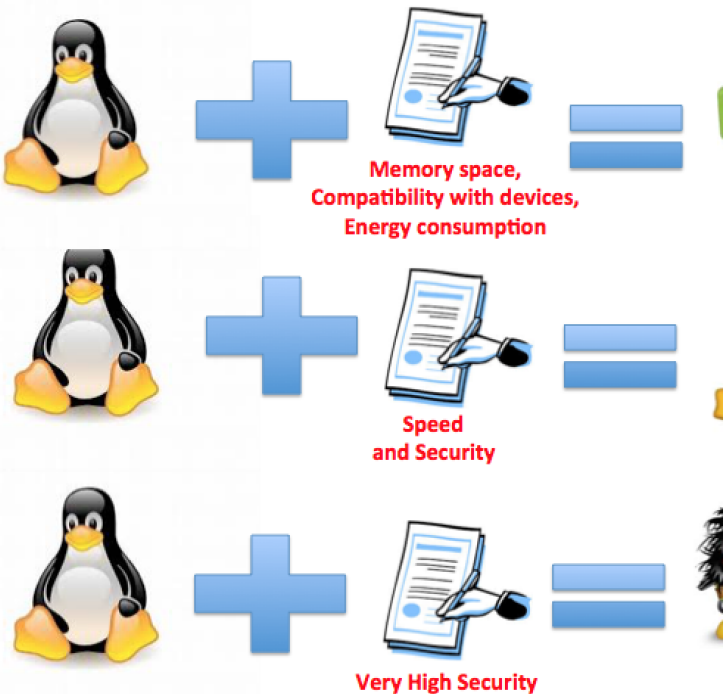 Memory space,
Compatibility with devices,
Energy consumption
Speed
and Security
Very High Security